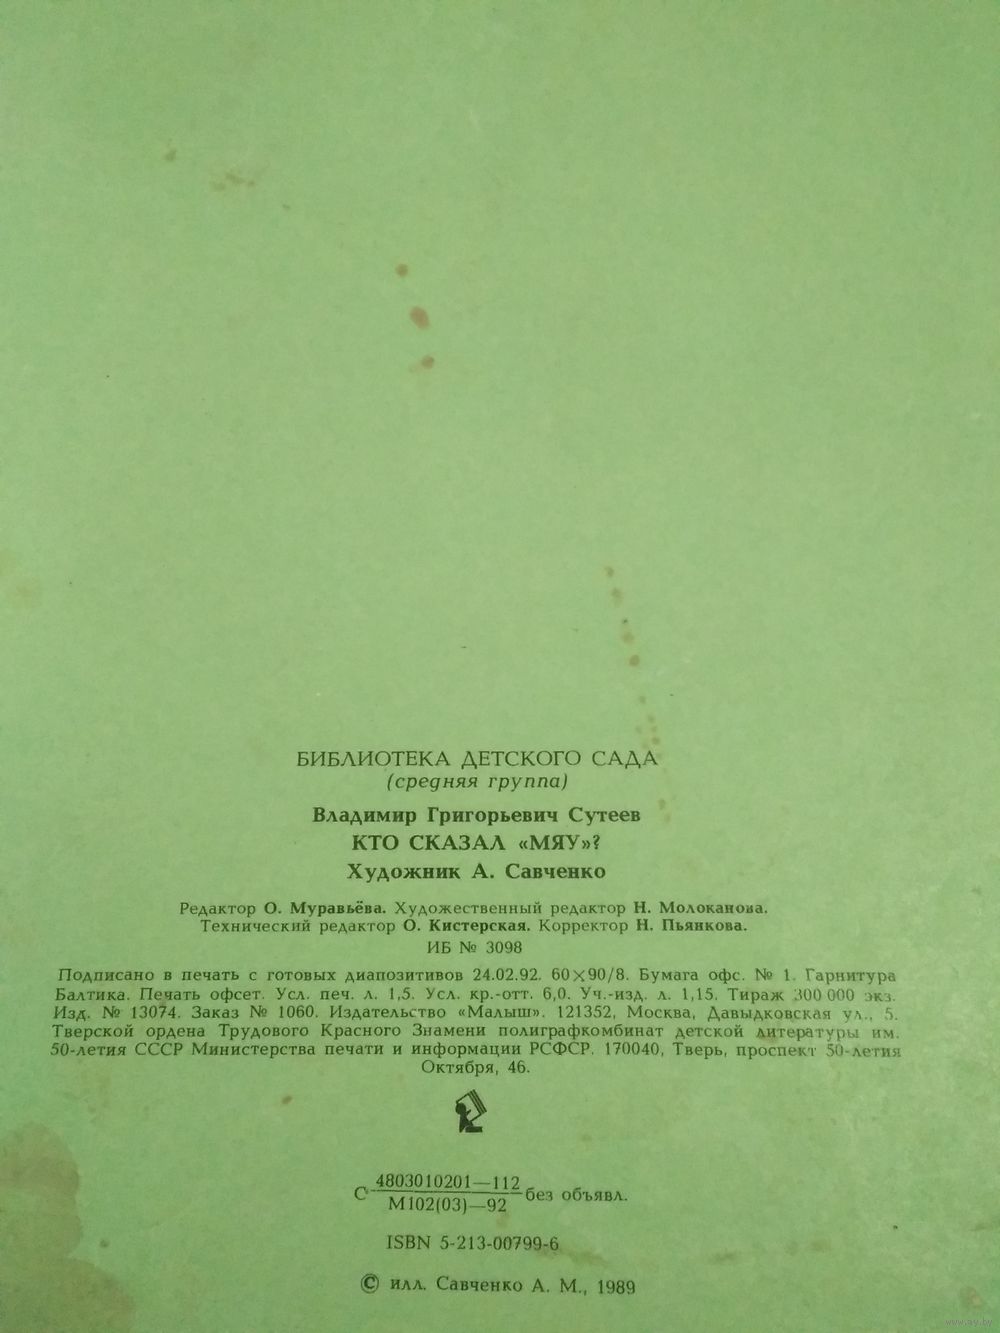 БИБЛИОТЕКА ДЕТСКОГО САДА
(средняя группа)
Владимир Григорьевич Сутеев
КТО СКАЗАЛ «МЯУ»?
Художник А. Савченко
Редактор О. Муравьёва. Художественный редактор Н. Молоканова.
Технический редактор О. Кистерская. Корректор Н. Пьянкова.
ИБ № 3098
Подписано в печать с готовых диапозитивов 24.02.92. 60×90/8. Бумага офс. № 1. Гарнитура
Балтика. Печать офсет. Усл. печ. л. 1,5. Усл. кр.-отт. 6,0. Уч.-изд. л. 1,15. Тираж 300 000 экз.
Изд. № 13074. Заказ № 1060. Издательство «Малыш». 121352, Москва, Давыдковская ул., 5.
Тверской ордена Трудового Красного Знамени полиграфкомбинат детской литературы им.
50-летия СССР Министерства печати и информации РСФСР. 170040, Тверь, проспект 50-летия
Октября, 46.
4803010201—112
С без объявл.
М102(03)—92
ISBN 5-213-00799-6
© илл. Савченко А. М., 1989
www.ay.by